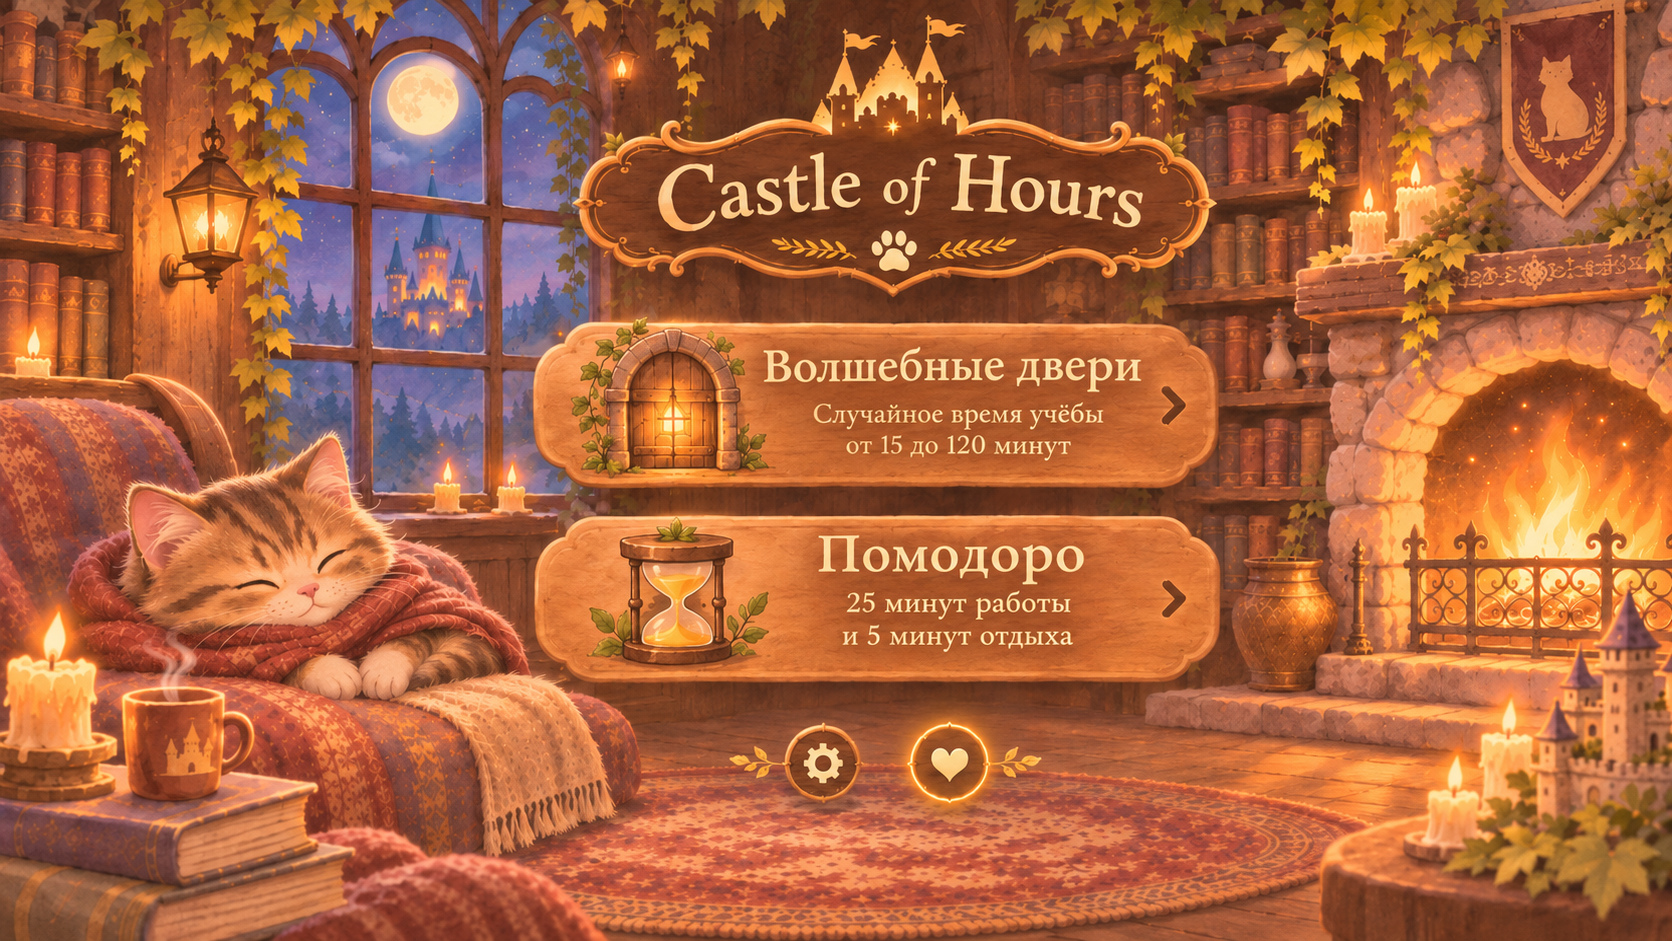 Castle of Hours
Волшебные двери
Случайное время учёбы
от 15 до 120 минут
Помодоро
25 минут работы
и 5 минут отдыха